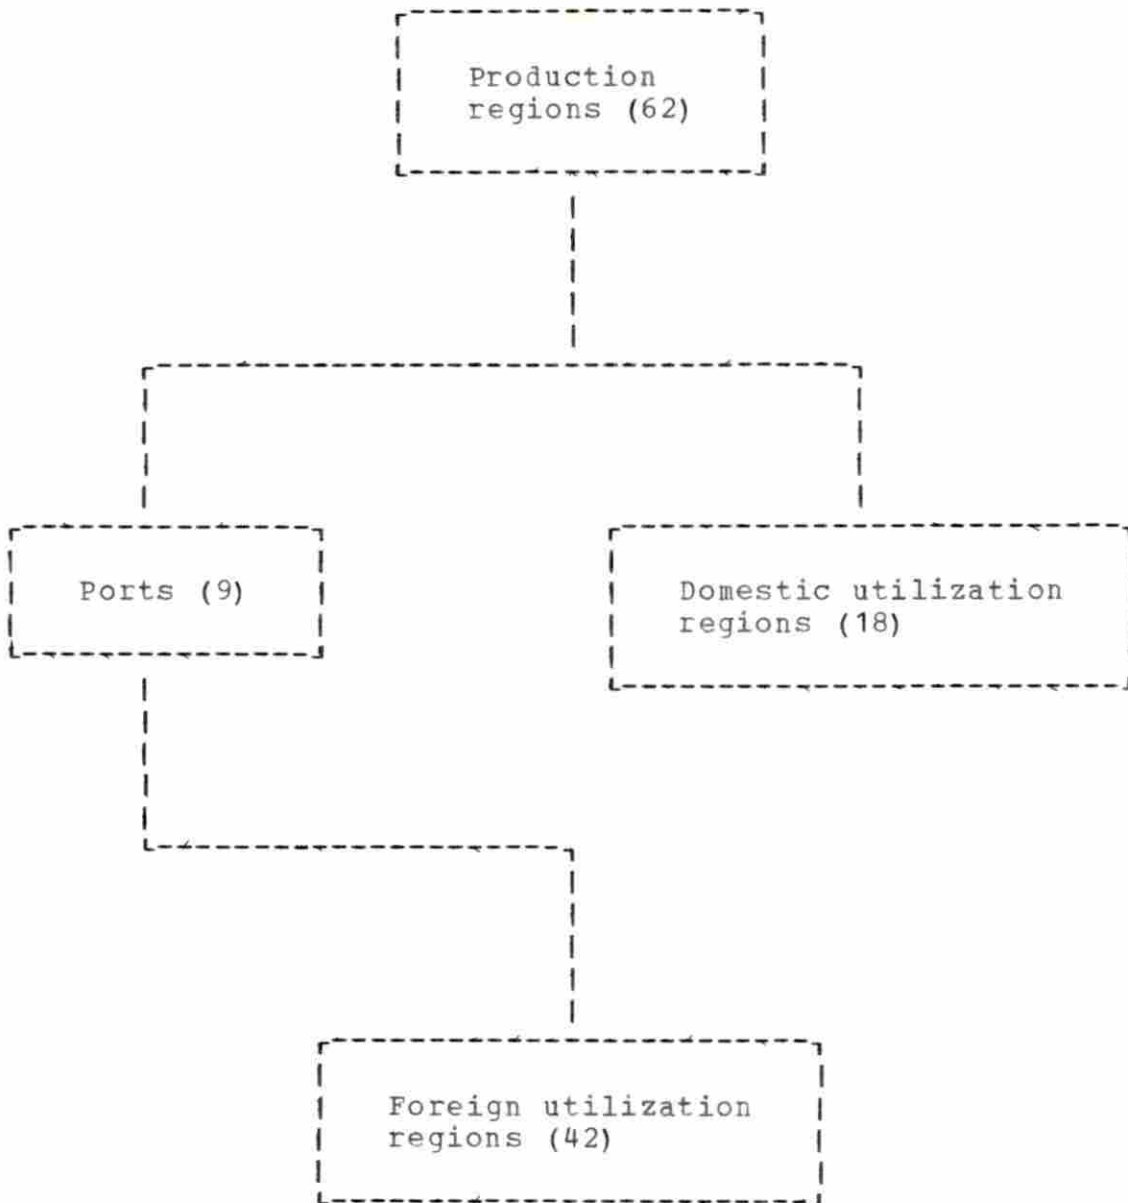 Production
regions (62)
Ports (9)
Domestic utilization
regions (18)
Foreign utilization
regions (42)